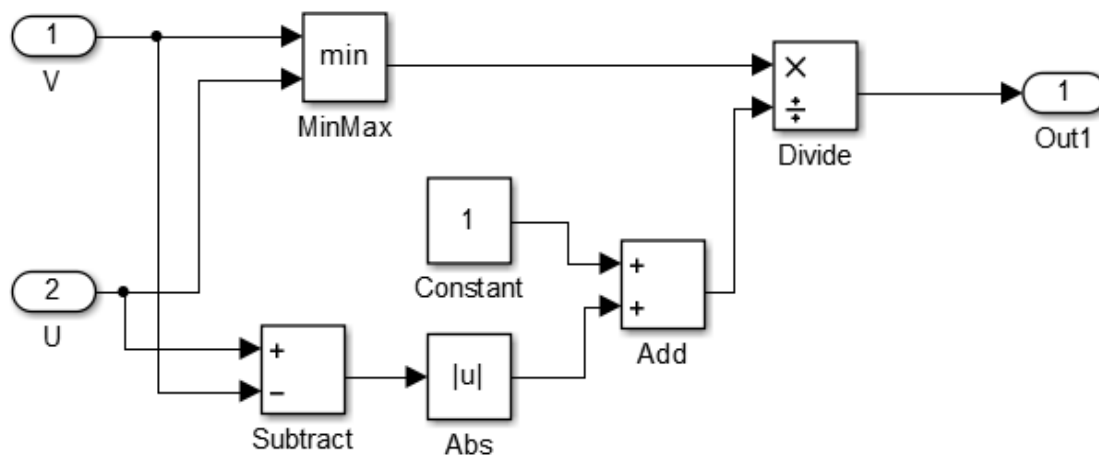 1
V
min
MinMax
×
÷
Divide
1
Out1
1
Constant
2
U
+
−
Subtract
|u|
Abs
+
+
Add